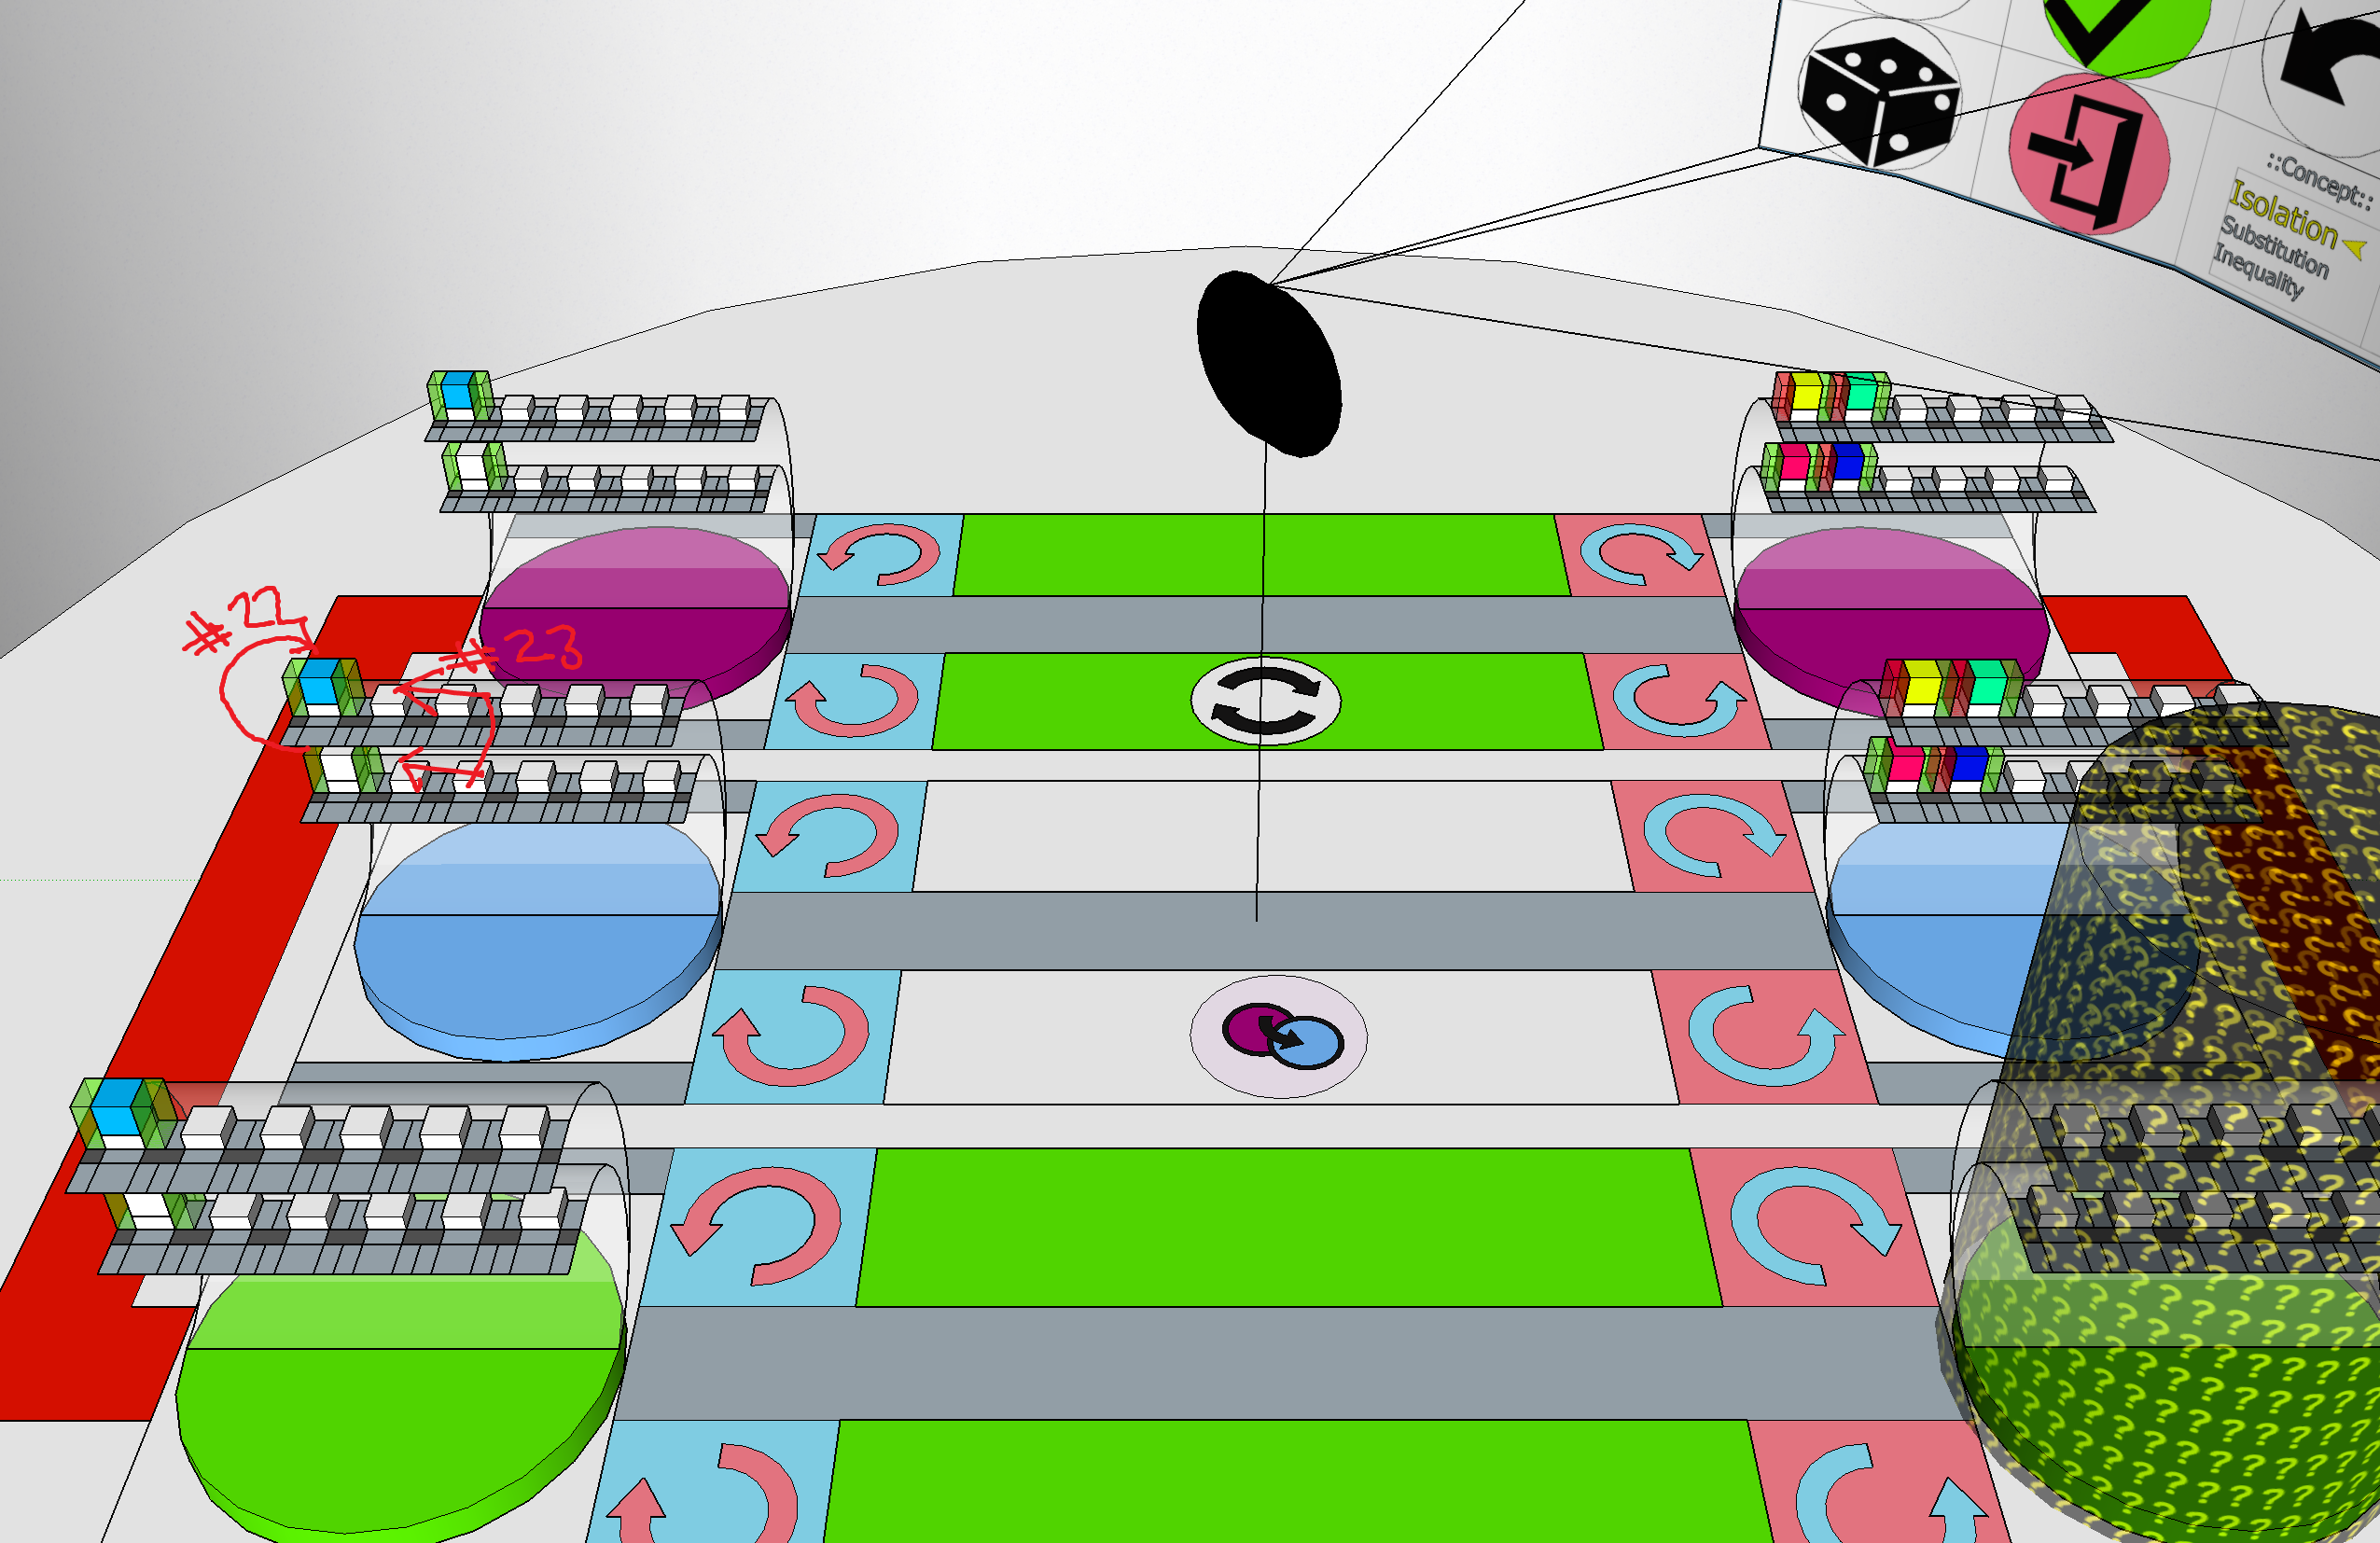 ::Concept::
Isolation
Substitution
Inequality
#22
#23